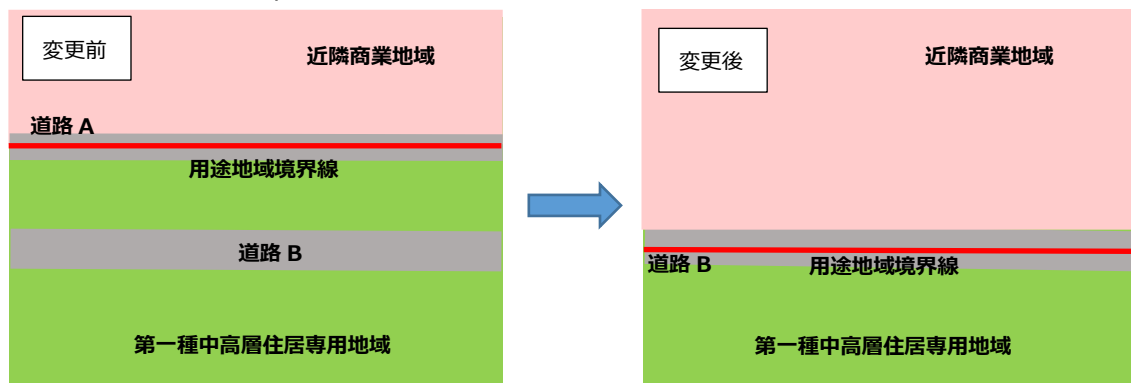 変更前
近隣商業地域
道路 A
用途地域境界線
道路 B
第一種中高層住居専用地域
変更後
近隣商業地域
道路 B
用途地域境界線
第一種中高層住居専用地域